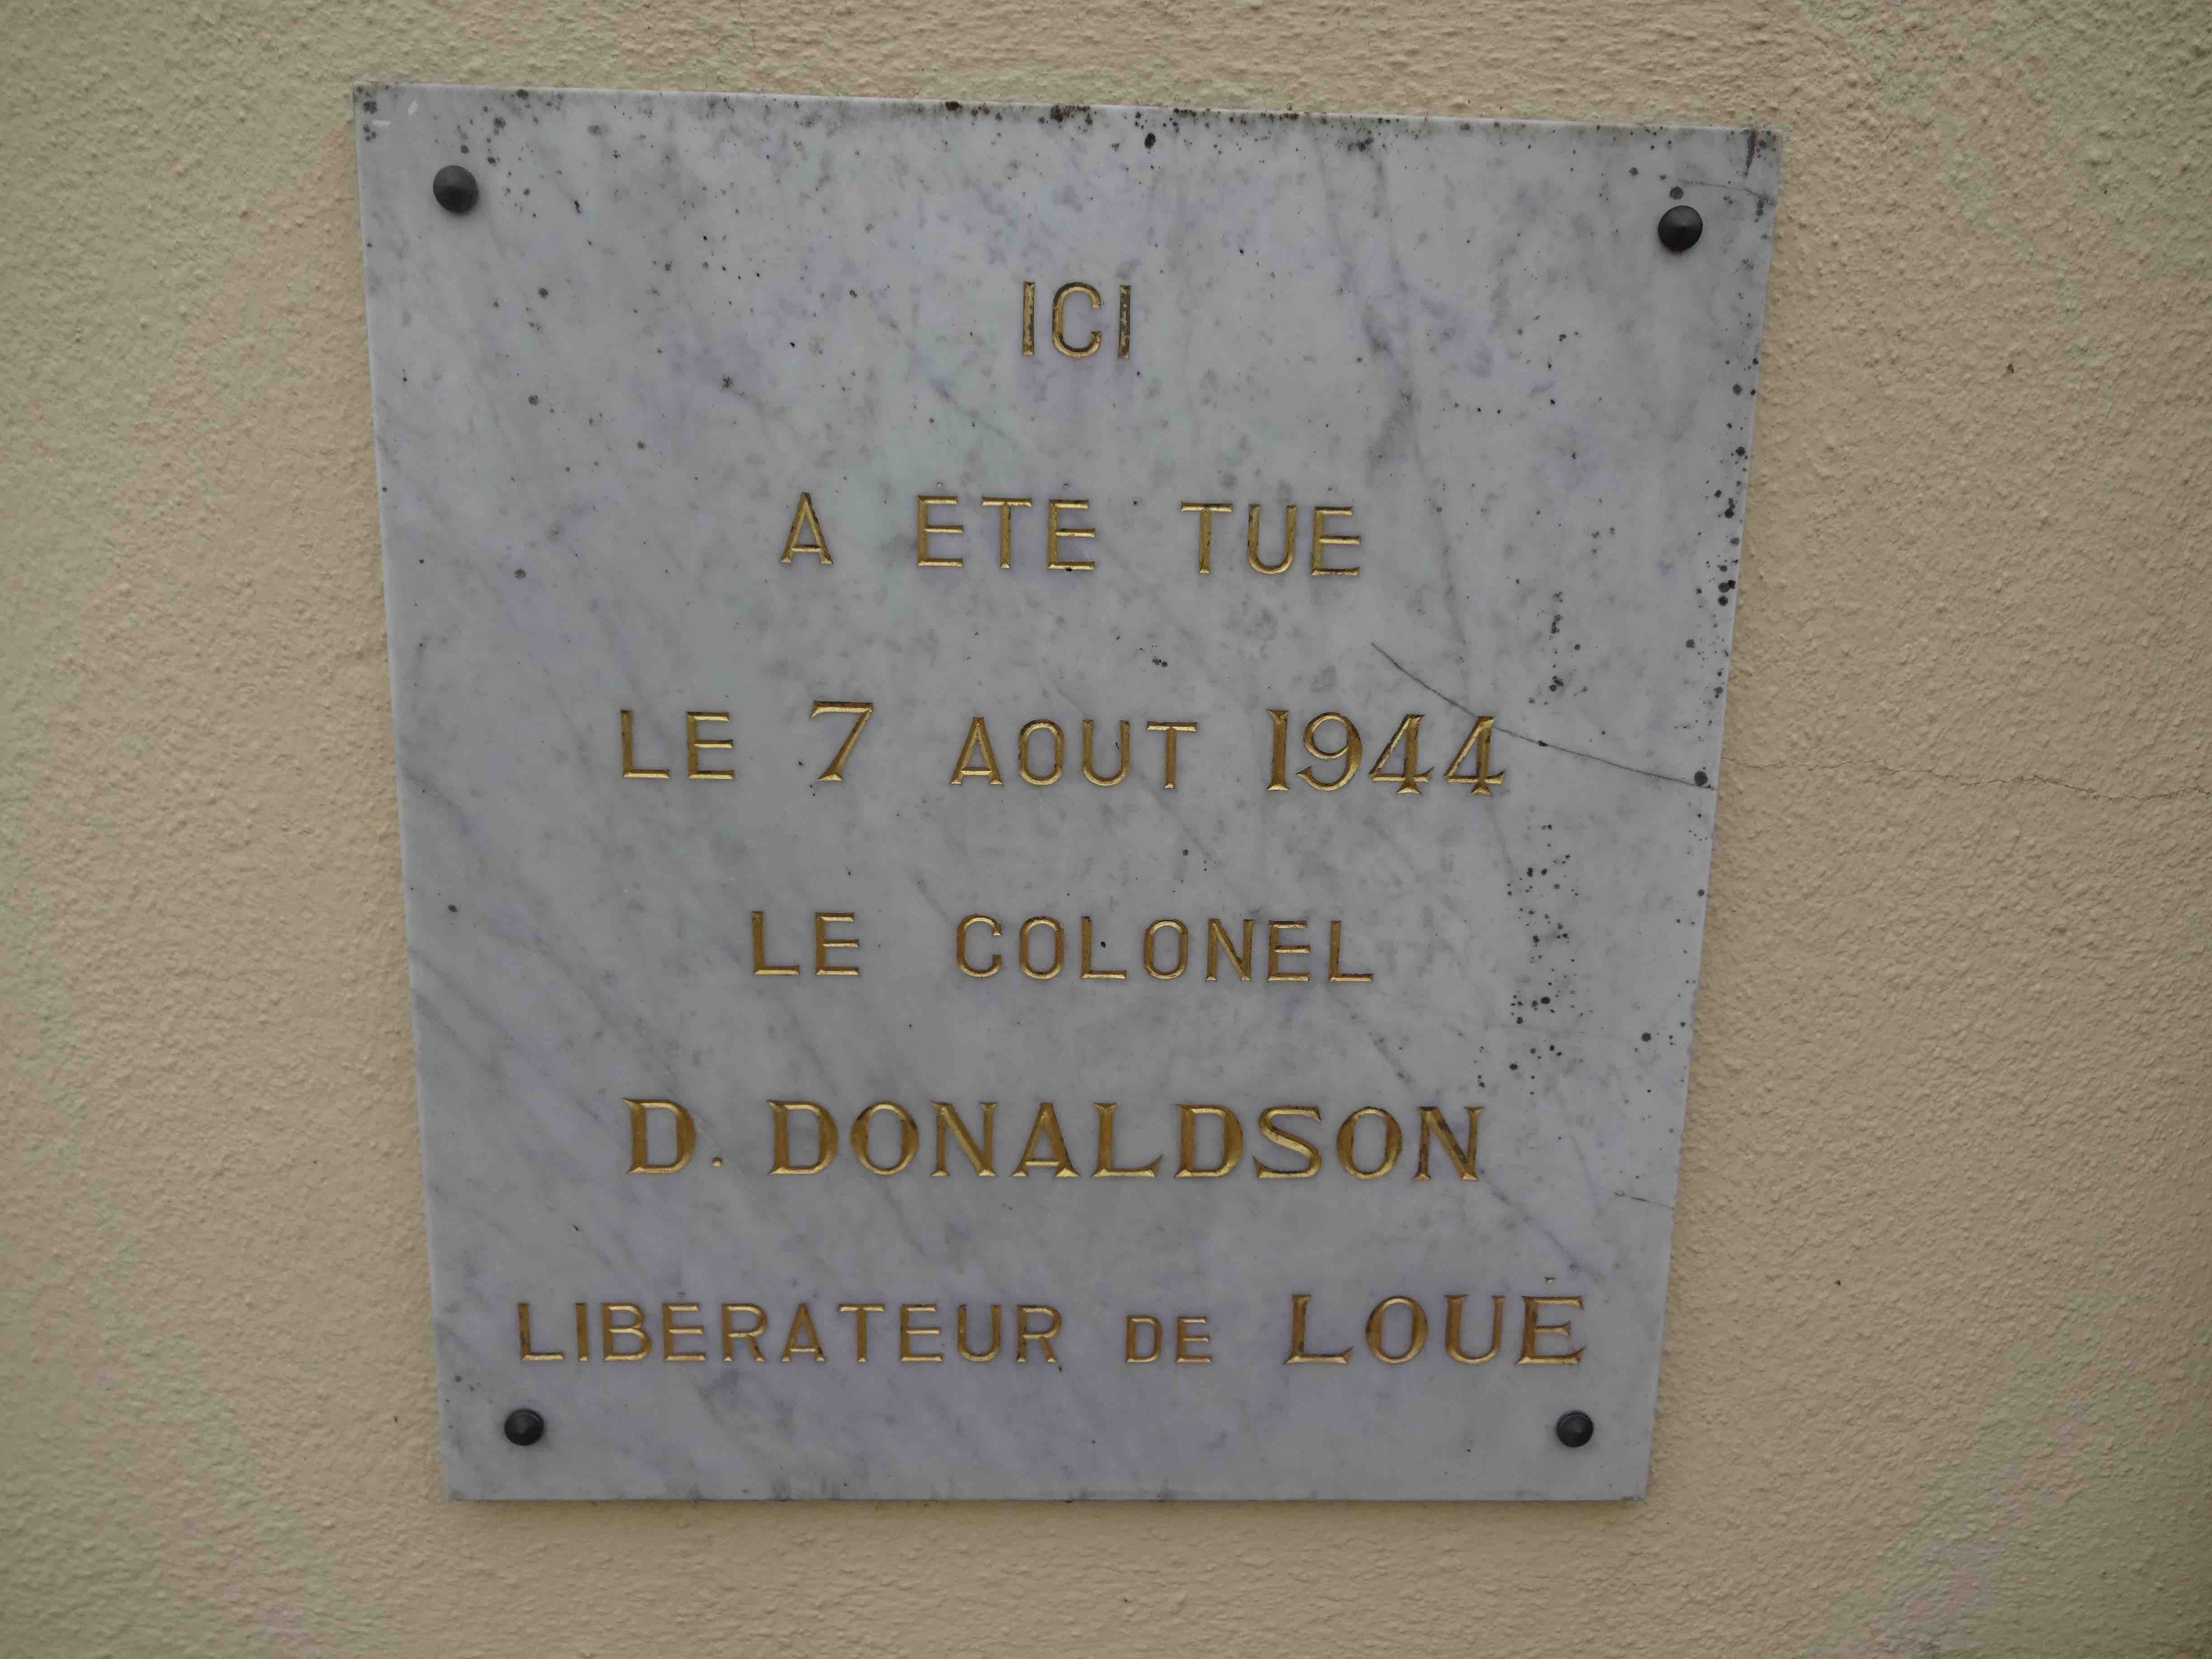 ICI
A ETE TUE
LE 7 AOUT 1944
LE COLONEL
D. DONALDSON
LIBERATEUR DE LOUÉ